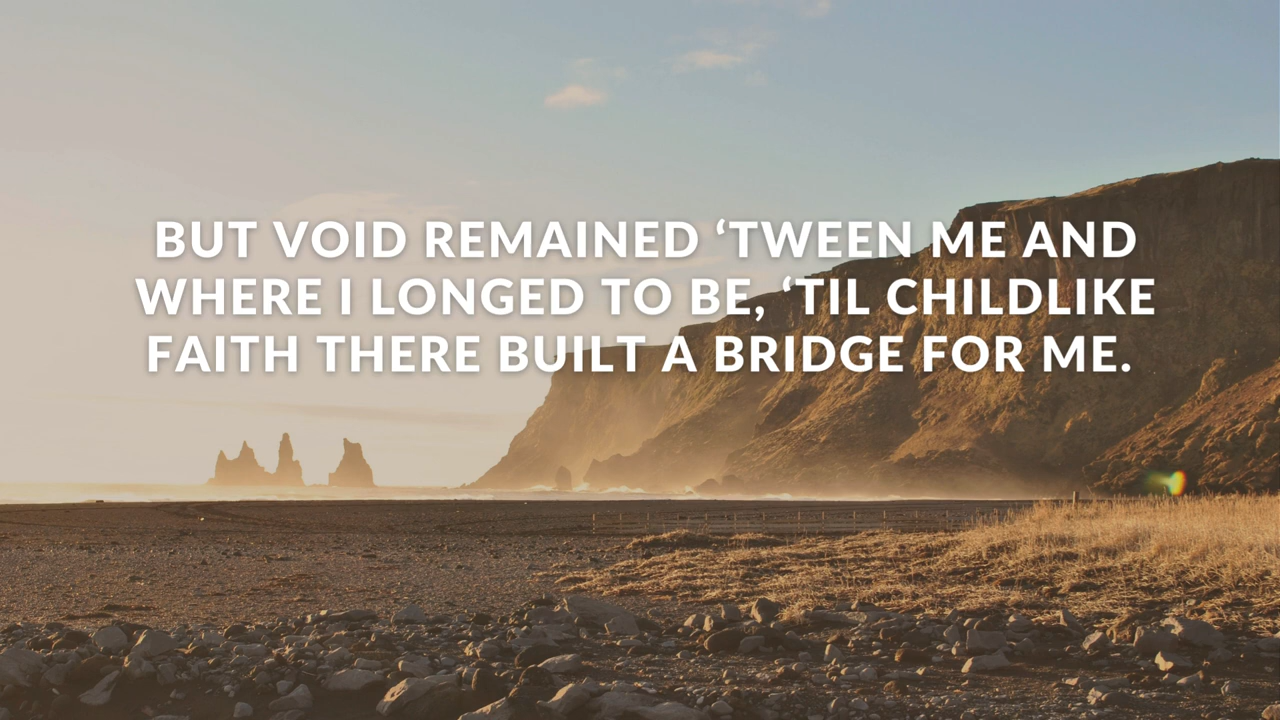 BUT VOID REMAINED ‘TWEEN ME AND
WHERE I LONGED TO BE, ‘TIL CHILDLIKE
FAITH THERE BUILT A BRIDGE FOR ME.